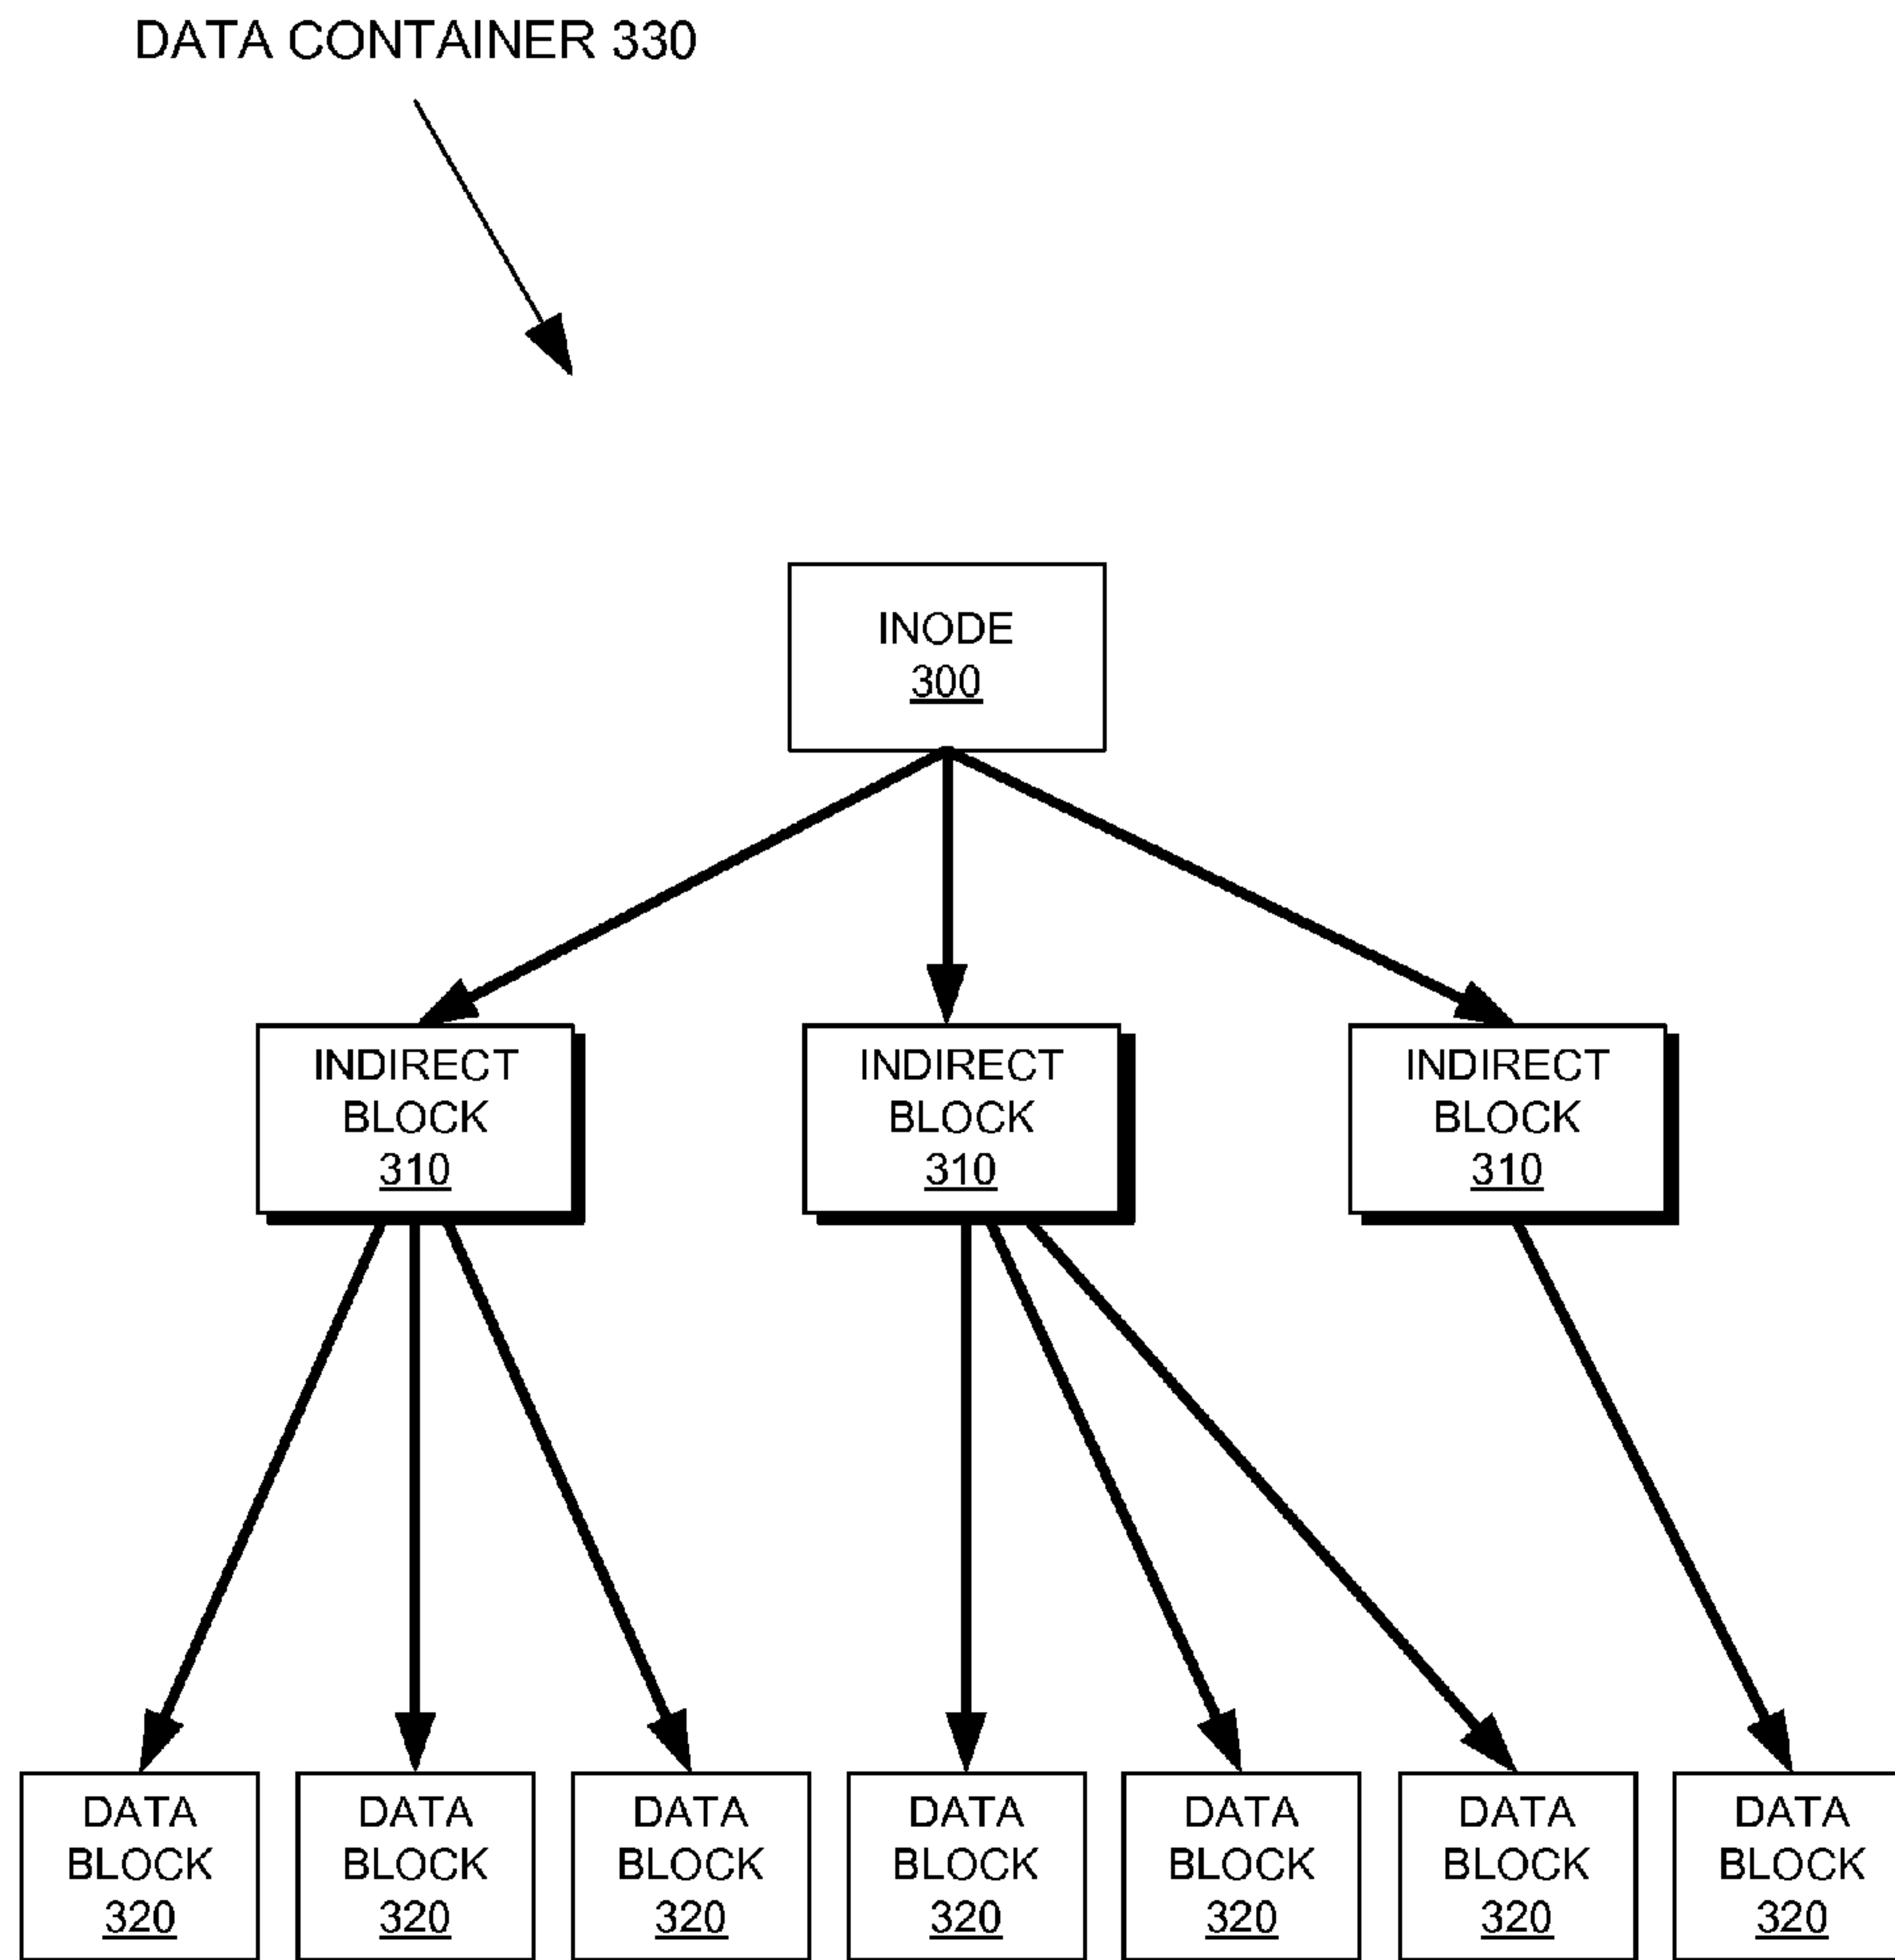 DATA CONTAINER 330
INODE
300
INDIRECT
BLOCK
310
INDIRECT
BLOCK
310
INDIRECT
BLOCK
310
DATA
BLOCK
320
DATA
BLOCK
320
DATA
BLOCK
320
DATA
BLOCK
320
DATA
BLOCK
320
DATA
BLOCK
320
DATA
BLOCK
320